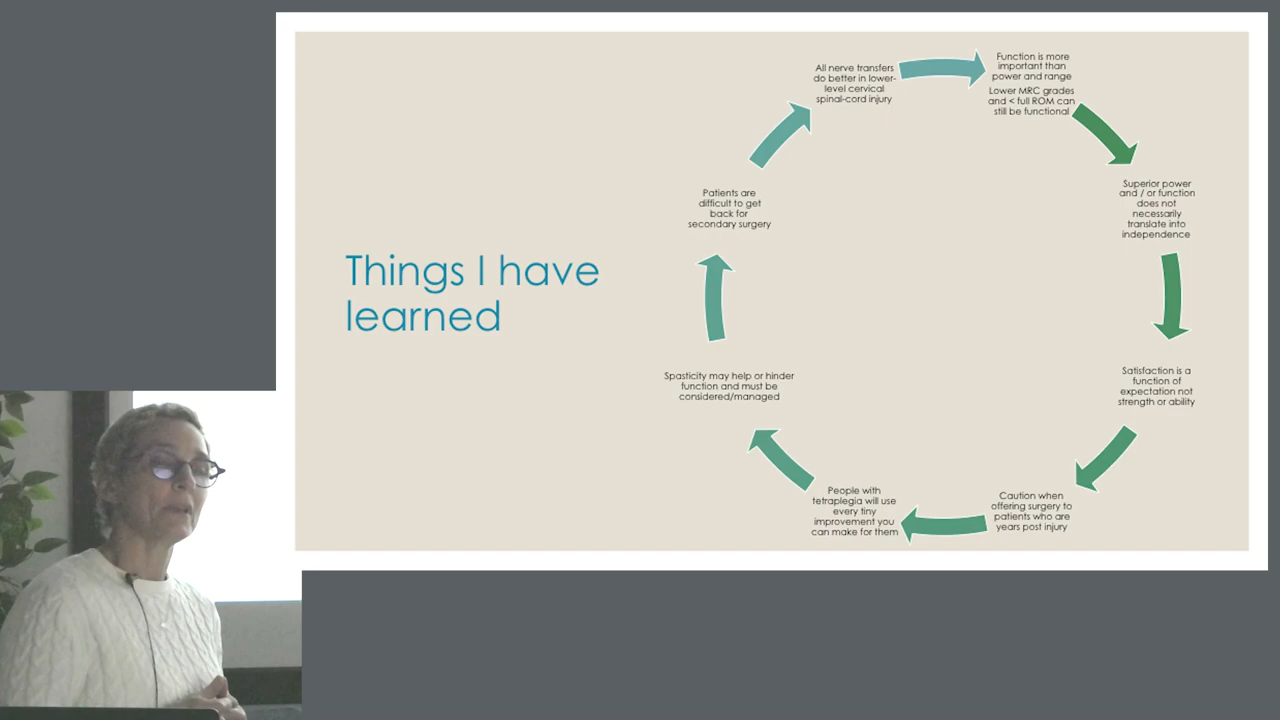 Things I have
learned
All nerve transfers
do better in lower-
level cervical
spinal-cord injury
Function is more
important than
power and range
Lower MRC grades
and < full ROM can
still be functional
Superior power
and / or function
does not
necessarily
translate into
independence
Satisfaction is a
function of
expectation not
strength or ability
Caution when
offering surgery to
patients who are
years post injury
People with
tetraplegia will use
every tiny
improvement you
can make for them
Spasticity may help or hinder
function and must be
considered/managed
Patients are
difficult to get
back for
secondary surgery